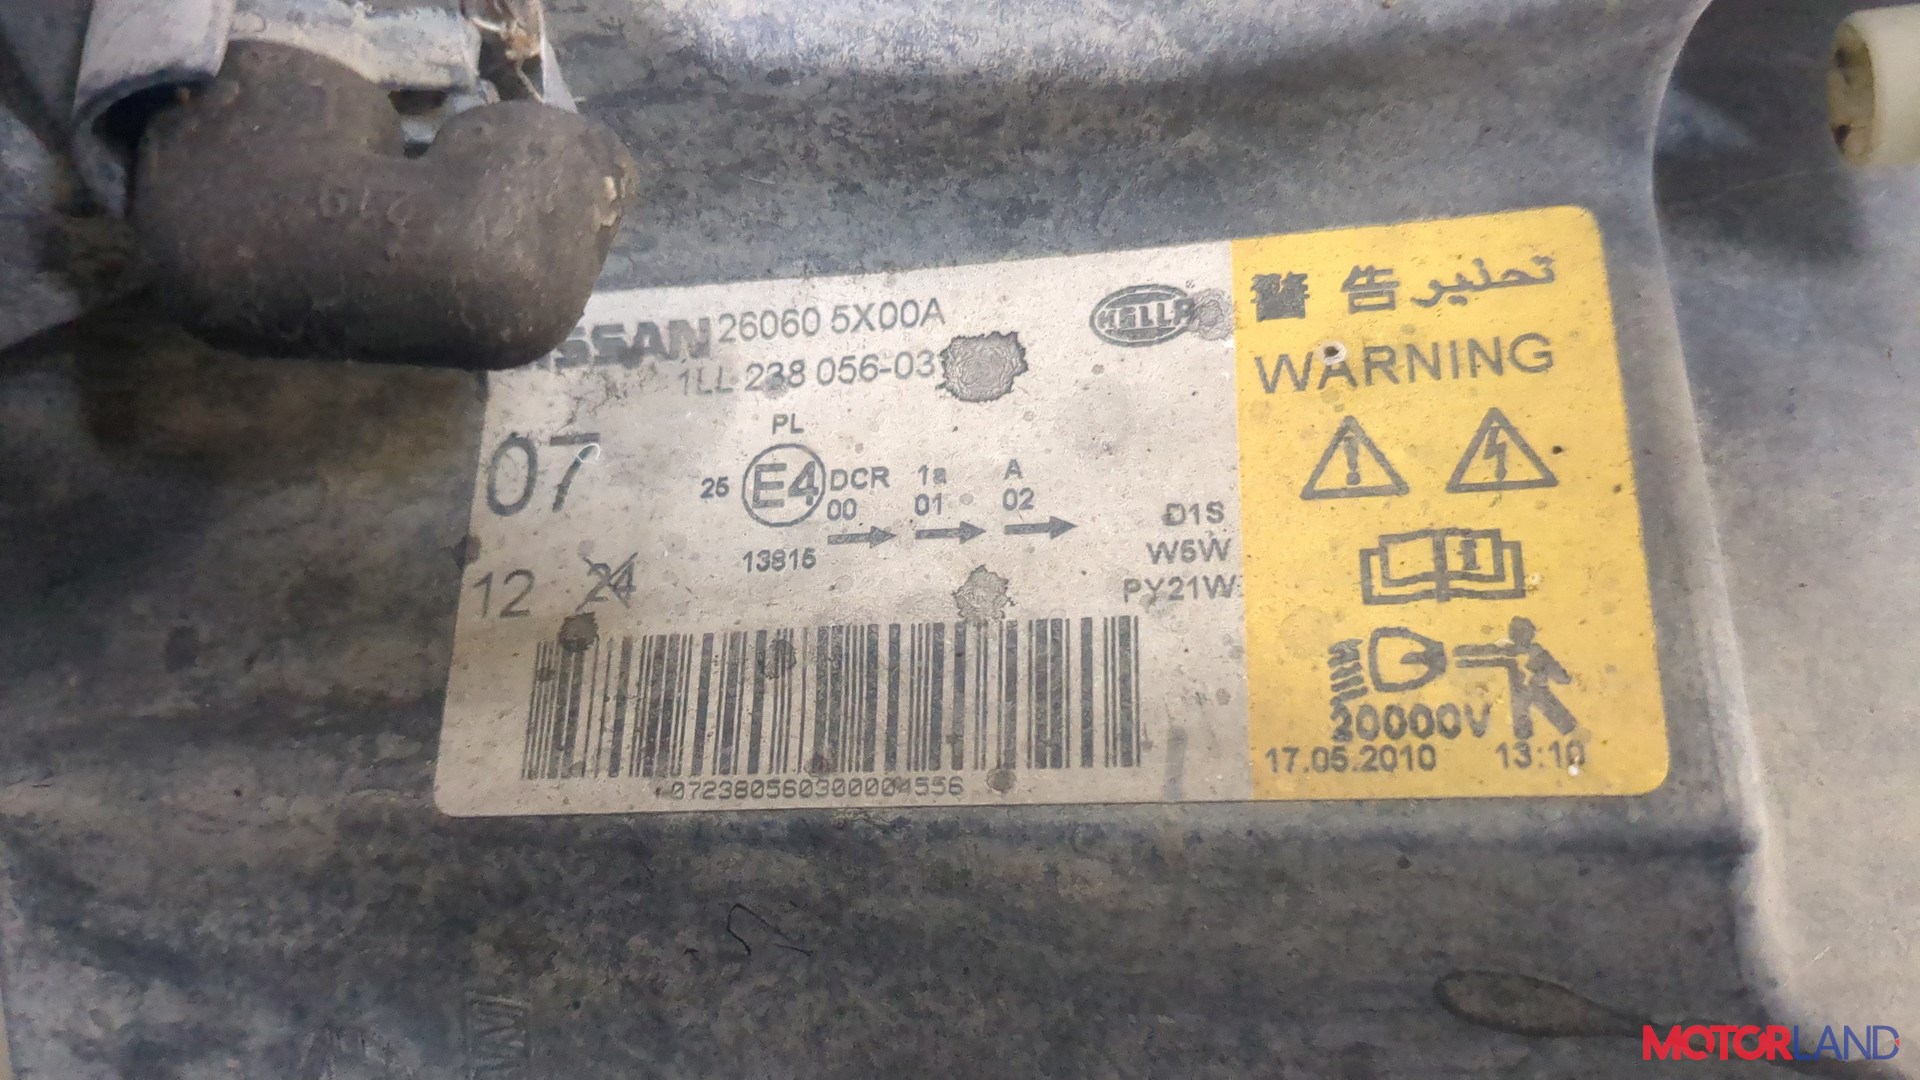 NISSAN 26060 5X00A
HELLA
1LL 238 056-03
07
PL
25 E4 DCR 1a A
00 01 02
13815
D1S
W5W
PY21W
12 24
072380560300004556
警告 تحذير
WARNING
20000V
17.05.2010 13:10
MOTORLAND